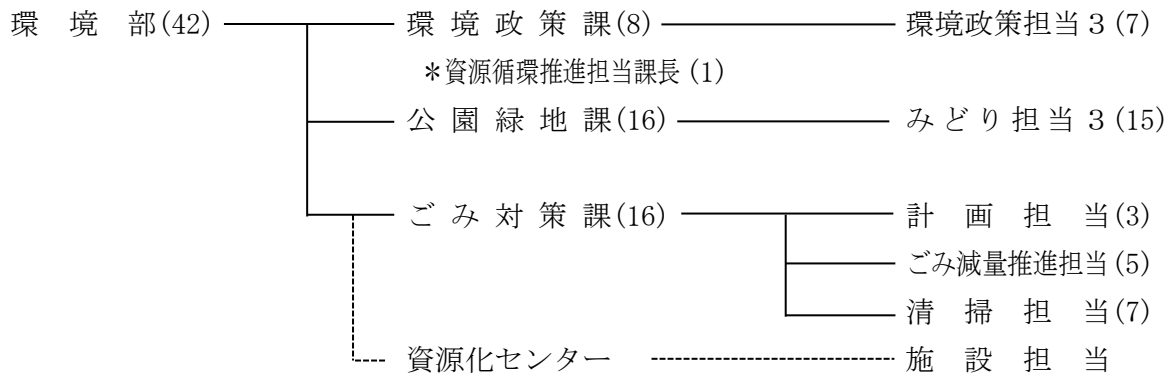 環境部(42) 環境政策課(8) 環境政策担当3(7)
＊資源循環推進担当課長(1)
公園緑地課(16) みどり担当3(15)
ごみ対策課(16) 計画担当(3)
ごみ減量推進担当(5)
清掃担当(7)
資源化センター 施設担当